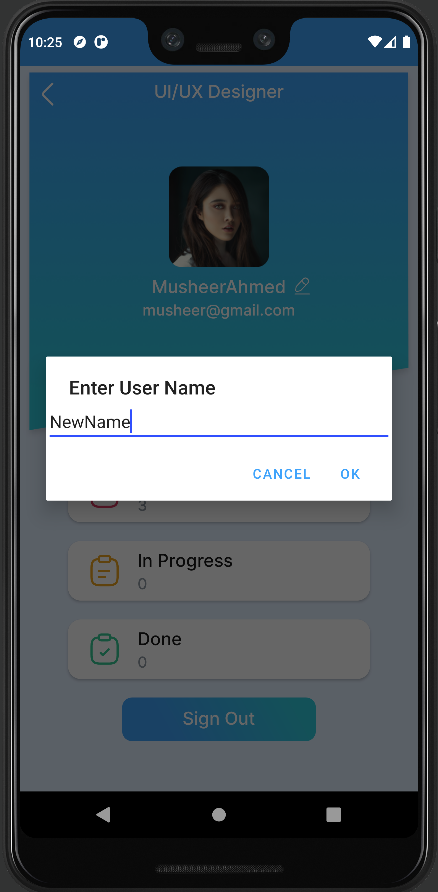 10:25
UI/UX Designer
MusheerAhmed
musheer@gmail.com
Enter User Name
NewName
CANCEL OK
3
In Progress
0
Done
0
Sign Out